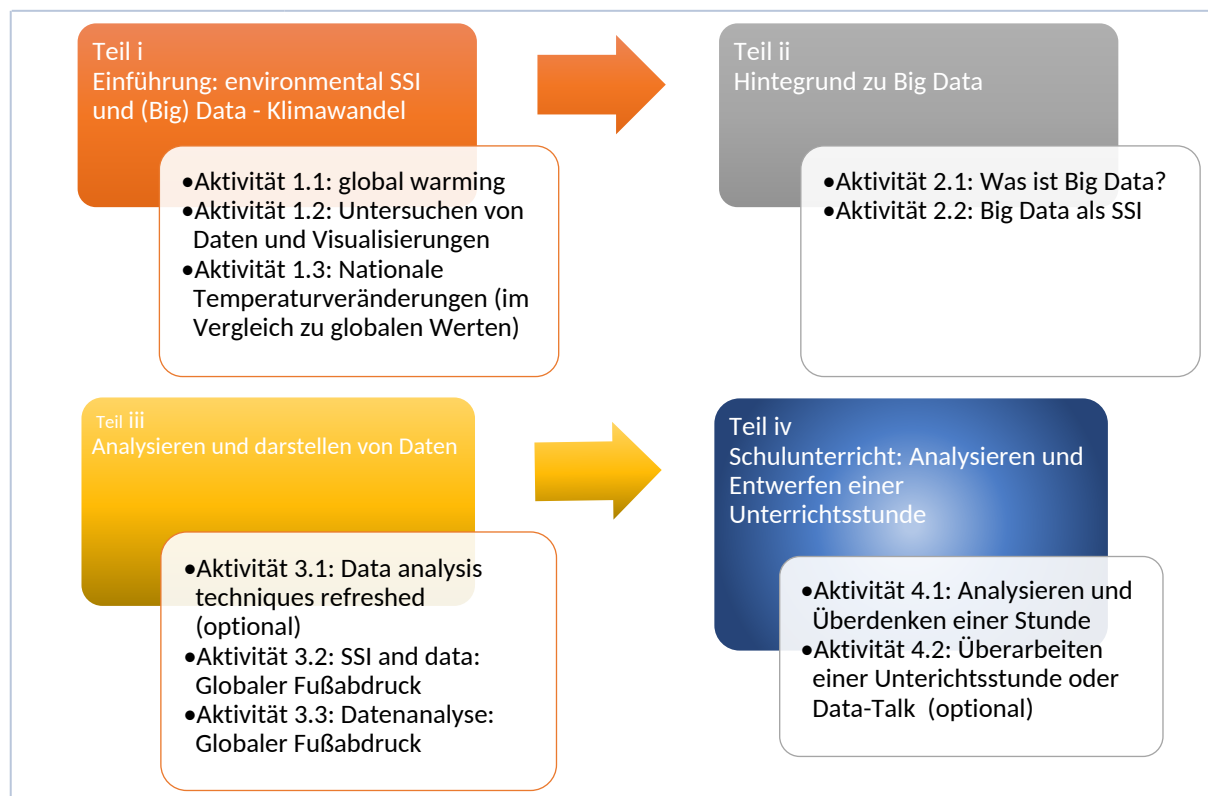 Teil i
Einführung: environmental SSI
und (Big) Data - Klimawandel
•Aktivität 1.1: global warming
•Aktivität 1.2: Untersuchen von
Daten und Visualisierungen
•Aktivität 1.3: Nationale
Temperaturveränderungen (im
Vergleich zu globalen Werten)
Teil ii
Hintegrund zu Big Data
•Aktivität 2.1: Was ist Big Data?
•Aktivität 2.2: Big Data als SSI
Teil iii
Analysieren und darstellen von Daten
•Aktivität 3.1: Data analysis
techniques refreshed
(optional)
•Aktivität 3.2: SSI and data:
Globaler Fußabdruck
•Aktivität 3.3: Datenanalyse:
Globaler Fußabdruck
Teil iv
Schulunterricht: Analysieren und
Entwerfen einer
Unterrichtsstunde
•Aktivität 4.1: Analysieren und
Überdenken einer Stunde
•Aktivität 4.2: Überarbeiten
einer Unterichtsstunde oder
Data-Talk (optional)